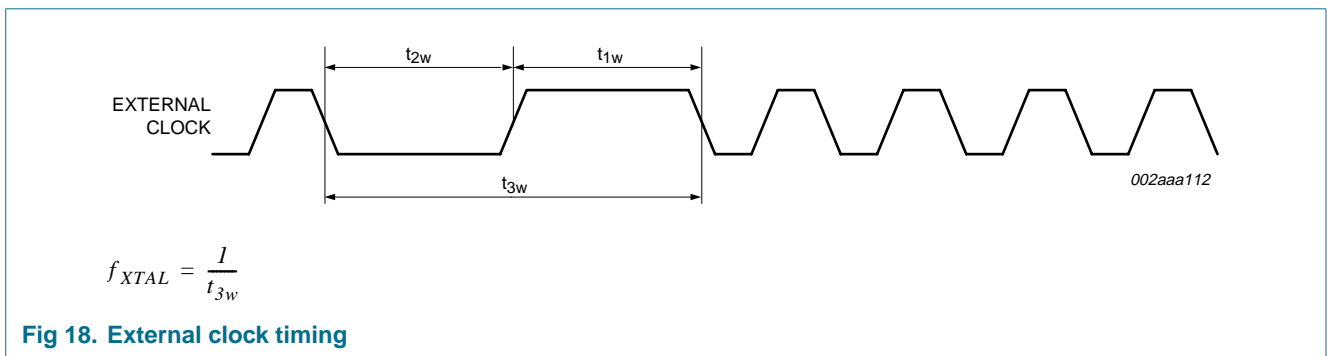 t2w
t1w
EXTERNAL
CLOCK
t3w
002aaa112
fXTAL = 1 / t3w
Fig 18. External clock timing